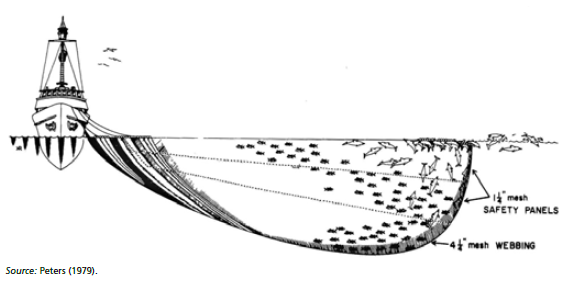 1¼" mesh
SAFETY PANELS
4¼" mesh WEBBING
Source: Peters (1979).